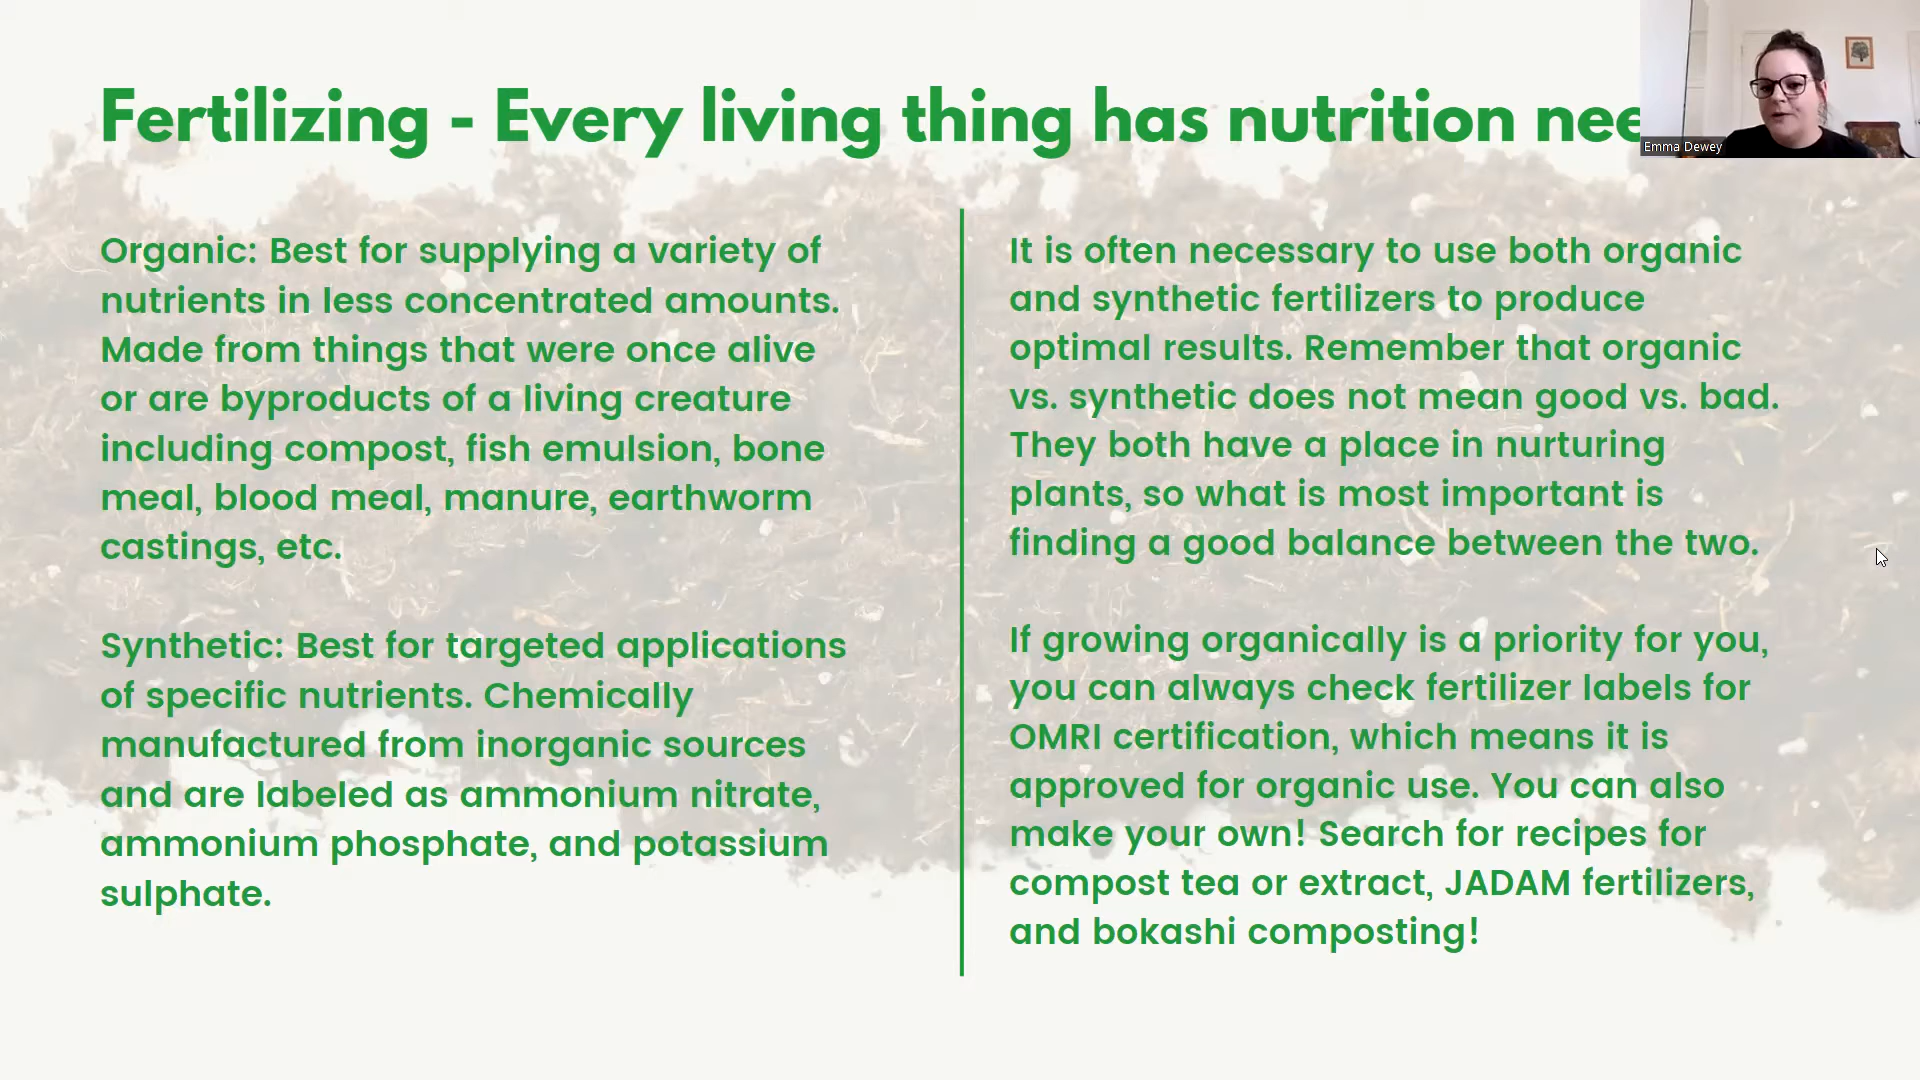 Fertilizing - Every living thing has nutrition nee
Emma Dewey
Organic: Best for supplying a variety of
nutrients in less concentrated amounts.
Made from things that were once alive
or are byproducts of a living creature
including compost, fish emulsion, bone
meal, blood meal, manure, earthworm
castings, etc.
Synthetic: Best for targeted applications
of specific nutrients. Chemically
manufactured from inorganic sources
and are labeled as ammonium nitrate,
ammonium phosphate, and potassium
sulphate.
It is often necessary to use both organic
and synthetic fertilizers to produce
optimal results. Remember that organic
vs. synthetic does not mean good vs. bad.
They both have a place in nurturing
plants, so what is most important is
finding a good balance between the two.
If growing organically is a priority for you,
you can always check fertilizer labels for
OMRI certification, which means it is
approved for organic use. You can also
make your own! Search for recipes for
compost tea or extract, JADAM fertilizers,
and bokashi composting!